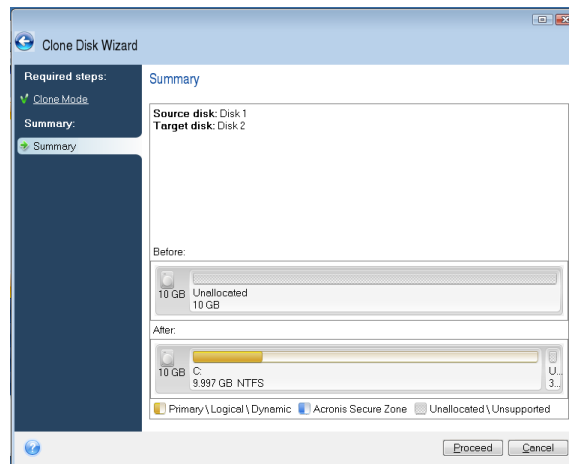 Clone Disk Wizard
Required steps:
Clone Mode
Summary:
Summary
Summary
Source disk: Disk 1
Target disk: Disk 2
Before:
10 GB
Unallocated
10 GB
After:
10 GB
C:
9.997 GB NTFS
U...
3...
Primary \ Logical \ Dynamic
Acronis Secure Zone
Unallocated \ Unsupported
Proceed
Cancel